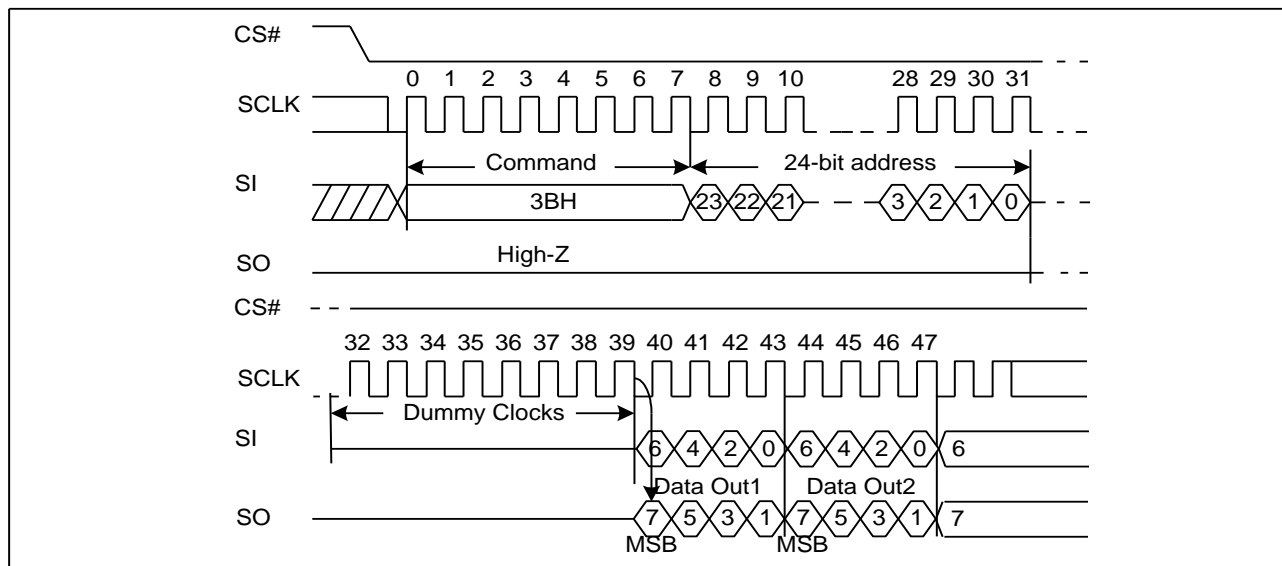 CS#
0 1 2 3 4 5 6 7 8 9 10 28 29 30 31
SCLK
Command 24-bit address
SI 3BH 23 22 21 3 2 1 0
High-Z
SO
CS#
32 33 34 35 36 37 38 39 40 41 42 43 44 45 46 47
SCLK
Dummy Clocks
SI 6 4 2 0 6 4 2 0 6
Data Out1 Data Out2
SO 7 5 3 1 7 5 3 1 7
MSB MSB